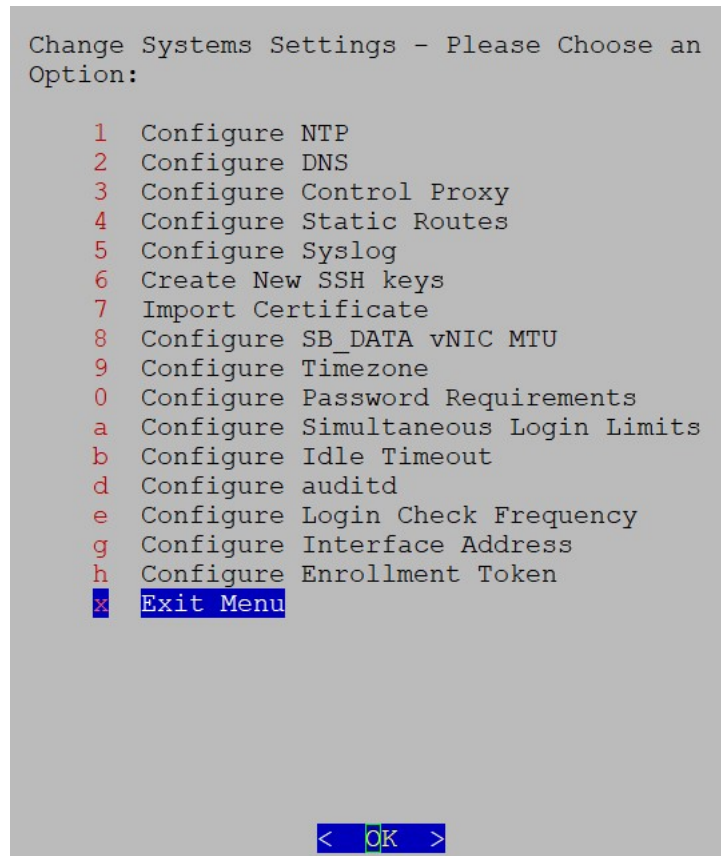 Change Systems Settings - Please Choose an
Option:
1 Configure NTP
2 Configure DNS
3 Configure Control Proxy
4 Configure Static Routes
5 Configure Syslog
6 Create New SSH keys
7 Import Certificate
8 Configure SB_DATA vNIC MTU
9 Configure Timezone
0 Configure Password Requirements
a Configure Simultaneous Login Limits
b Configure Idle Timeout
d Configure auditd
e Configure Login Check Frequency
g Configure Interface Address
h Configure Enrollment Token
x Exit Menu
< OK >